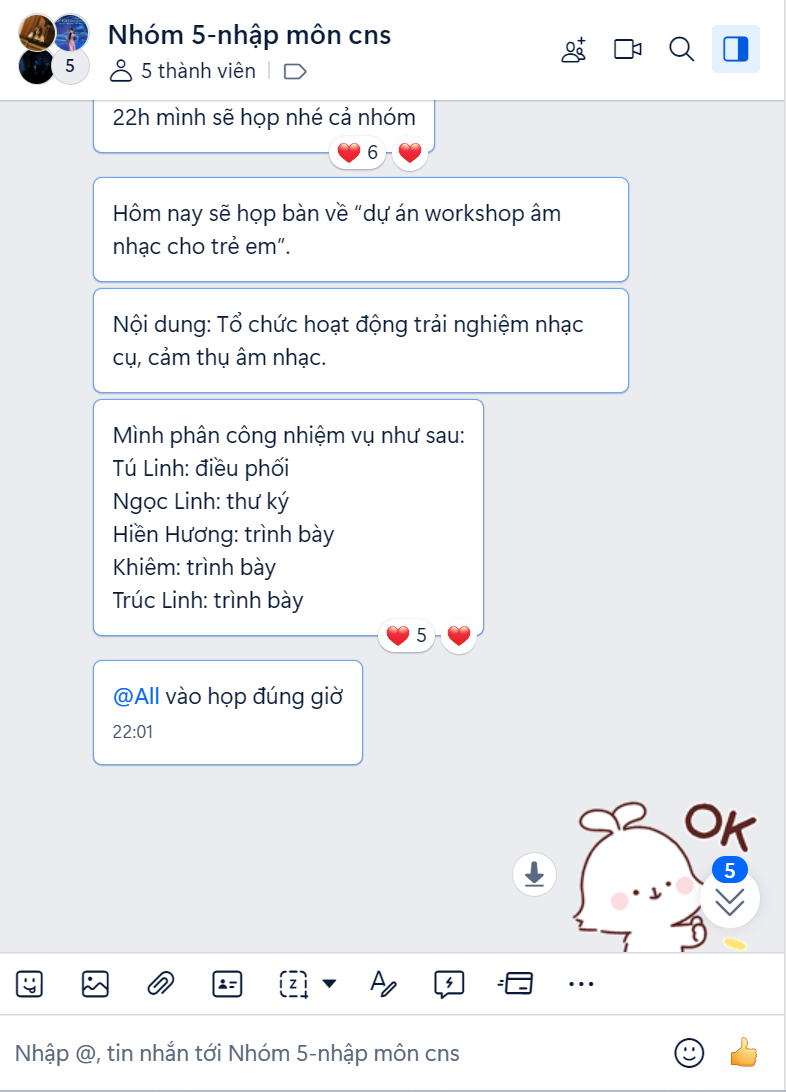 Nhóm 5-nhập môn cns
5
5 thành viên
22h mình sẽ họp nhé cả nhóm
6
Hôm nay sẽ họp bàn về “dự án workshop âm
nhạc cho trẻ em”.
Nội dung: Tổ chức hoạt động trải nghiệm nhạc
cụ, cảm thụ âm nhạc.
Mình phân công nhiệm vụ như sau:
Tú Linh: điều phối
Ngọc Linh: thư ký
Hiền Hương: trình bày
Khiêm: trình bày
Trúc Linh: trình bày
5
@All vào họp đúng giờ
22:01
OK
5
Nhập @, tin nhắn tới Nhóm 5-nhập môn cns